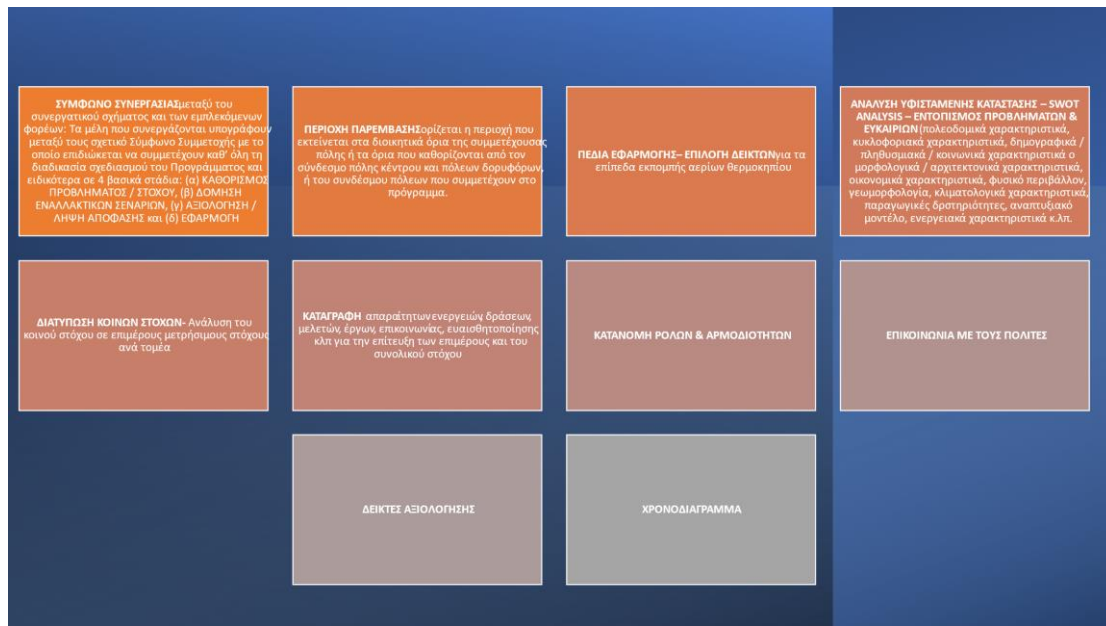 ΣΥΜΦΩΝΟ ΣΥΝΕΡΓΑΣΙΑΣμεταξύ του
συνεργατικού σχήματος και των εμπλεκόμενων
φορέων: Τα μέλη που συνεργάζονται υπογράφουν
μεταξύ τους σχετικό Σύμφωνο Συμμετοχής με το
οποίο επιδιώκεται να συμμετέχουν καθ' όλη τη
διαδικασία σχεδιασμού του Προγράμματος και
ειδικότερα σε 4 βασικά στάδια: (α) ΚΑΘΟΡΙΣΜΟΣ
ΠΡΟΒΛΗΜΑΤΟΣ / ΣΤΟΧΟΥ, (β) ΔΟΜΗΣΗ
ΕΝΑΛΛΑΚΤΙΚΩΝ ΣΕΝΑΡΙΩΝ, (γ) ΑΞΙΟΛΟΓΗΣΗ /
ΛΗΨΗ ΑΠΟΦΑΣΗΣ και (δ) ΕΦΑΡΜΟΓΗ
ΠΕΡΙΟΧΗ ΠΑΡΕΜΒΑΣΗΣορίζεται η περιοχή που
εκτείνεται στα διοικητικά όρια της συμμετέχουσας
πόλης ή τα όρια που καθορίζονται από τον
σύνδεσμο πόλης κέντρου και πόλεων δορυφόρων,
ή του συνδέσμου πόλεων που συμμετέχουν στο
πρόγραμμα.
ΠΕΔΙΑ ΕΦΑΡΜΟΓΗΣ– ΕΠΙΛΟΓΗ ΔΕΙΚΤΩΝγια τα
επίπεδα εκπομπής αερίων θερμοκηπίου
ΑΝΑΛΥΣΗ ΥΦΙΣΤΑΜΕΝΗΣ ΚΑΤΑΣΤΑΣΗΣ – SWOT
ANALYSIS – ΕΝΤΟΠΙΣΜΟΣ ΠΡΟΒΛΗΜΑΤΩΝ &
ΕΥΚΑΙΡΙΩΝ (πολεοδομικά χαρακτηριστικά,
κυκλοφοριακά χαρακτηριστικά, δημογραφικά /
πληθυσμιακά / κοινωνικά χαρακτηριστικά ο
μορφολογικά / αρχιτεκτονικά χαρακτηριστικά,
οικονομικά χαρακτηριστικά, φυσικό περιβάλλον,
γεωμορφολογία, κλιματολογικά χαρακτηριστικά,
παραγωγικές δρστηριότητες, αναπτυξιακό
μοντέλο, ενεργειακά χαρακτηριστικά κ.λπ.
ΔΙΑΤΥΠΩΣΗ ΚΟΙΝΩΝ ΣΤΟΧΩΝ- Ανάλυση του
κοινού στόχου σε επιμέρους μετρήσιμους στόχους
ανά τομέα
ΚΑΤΑΓΡΑΦΗ απαραίτητων ενεργειών, δράσεων,
μελετών, έργων, επικοινωνίας, ευαισθητοποίησης
κλπ για την επίτευξη των επιμέρους και του
συνολικού στόχου
ΚΑΤΑΝΟΜΗ ΡΟΛΩΝ & ΑΡΜΟΔΙΟΤΗΤΩΝ
ΕΠΙΚΟΙΝΩΝΙΑ ΜΕ ΤΟΥΣ ΠΟΛΙΤΕΣ
ΔΕΙΚΤΕΣ ΑΞΙΟΛΟΓΗΣΗΣ
ΧΡΟΝΟΔΙΑΓΡΑΜΜΑ